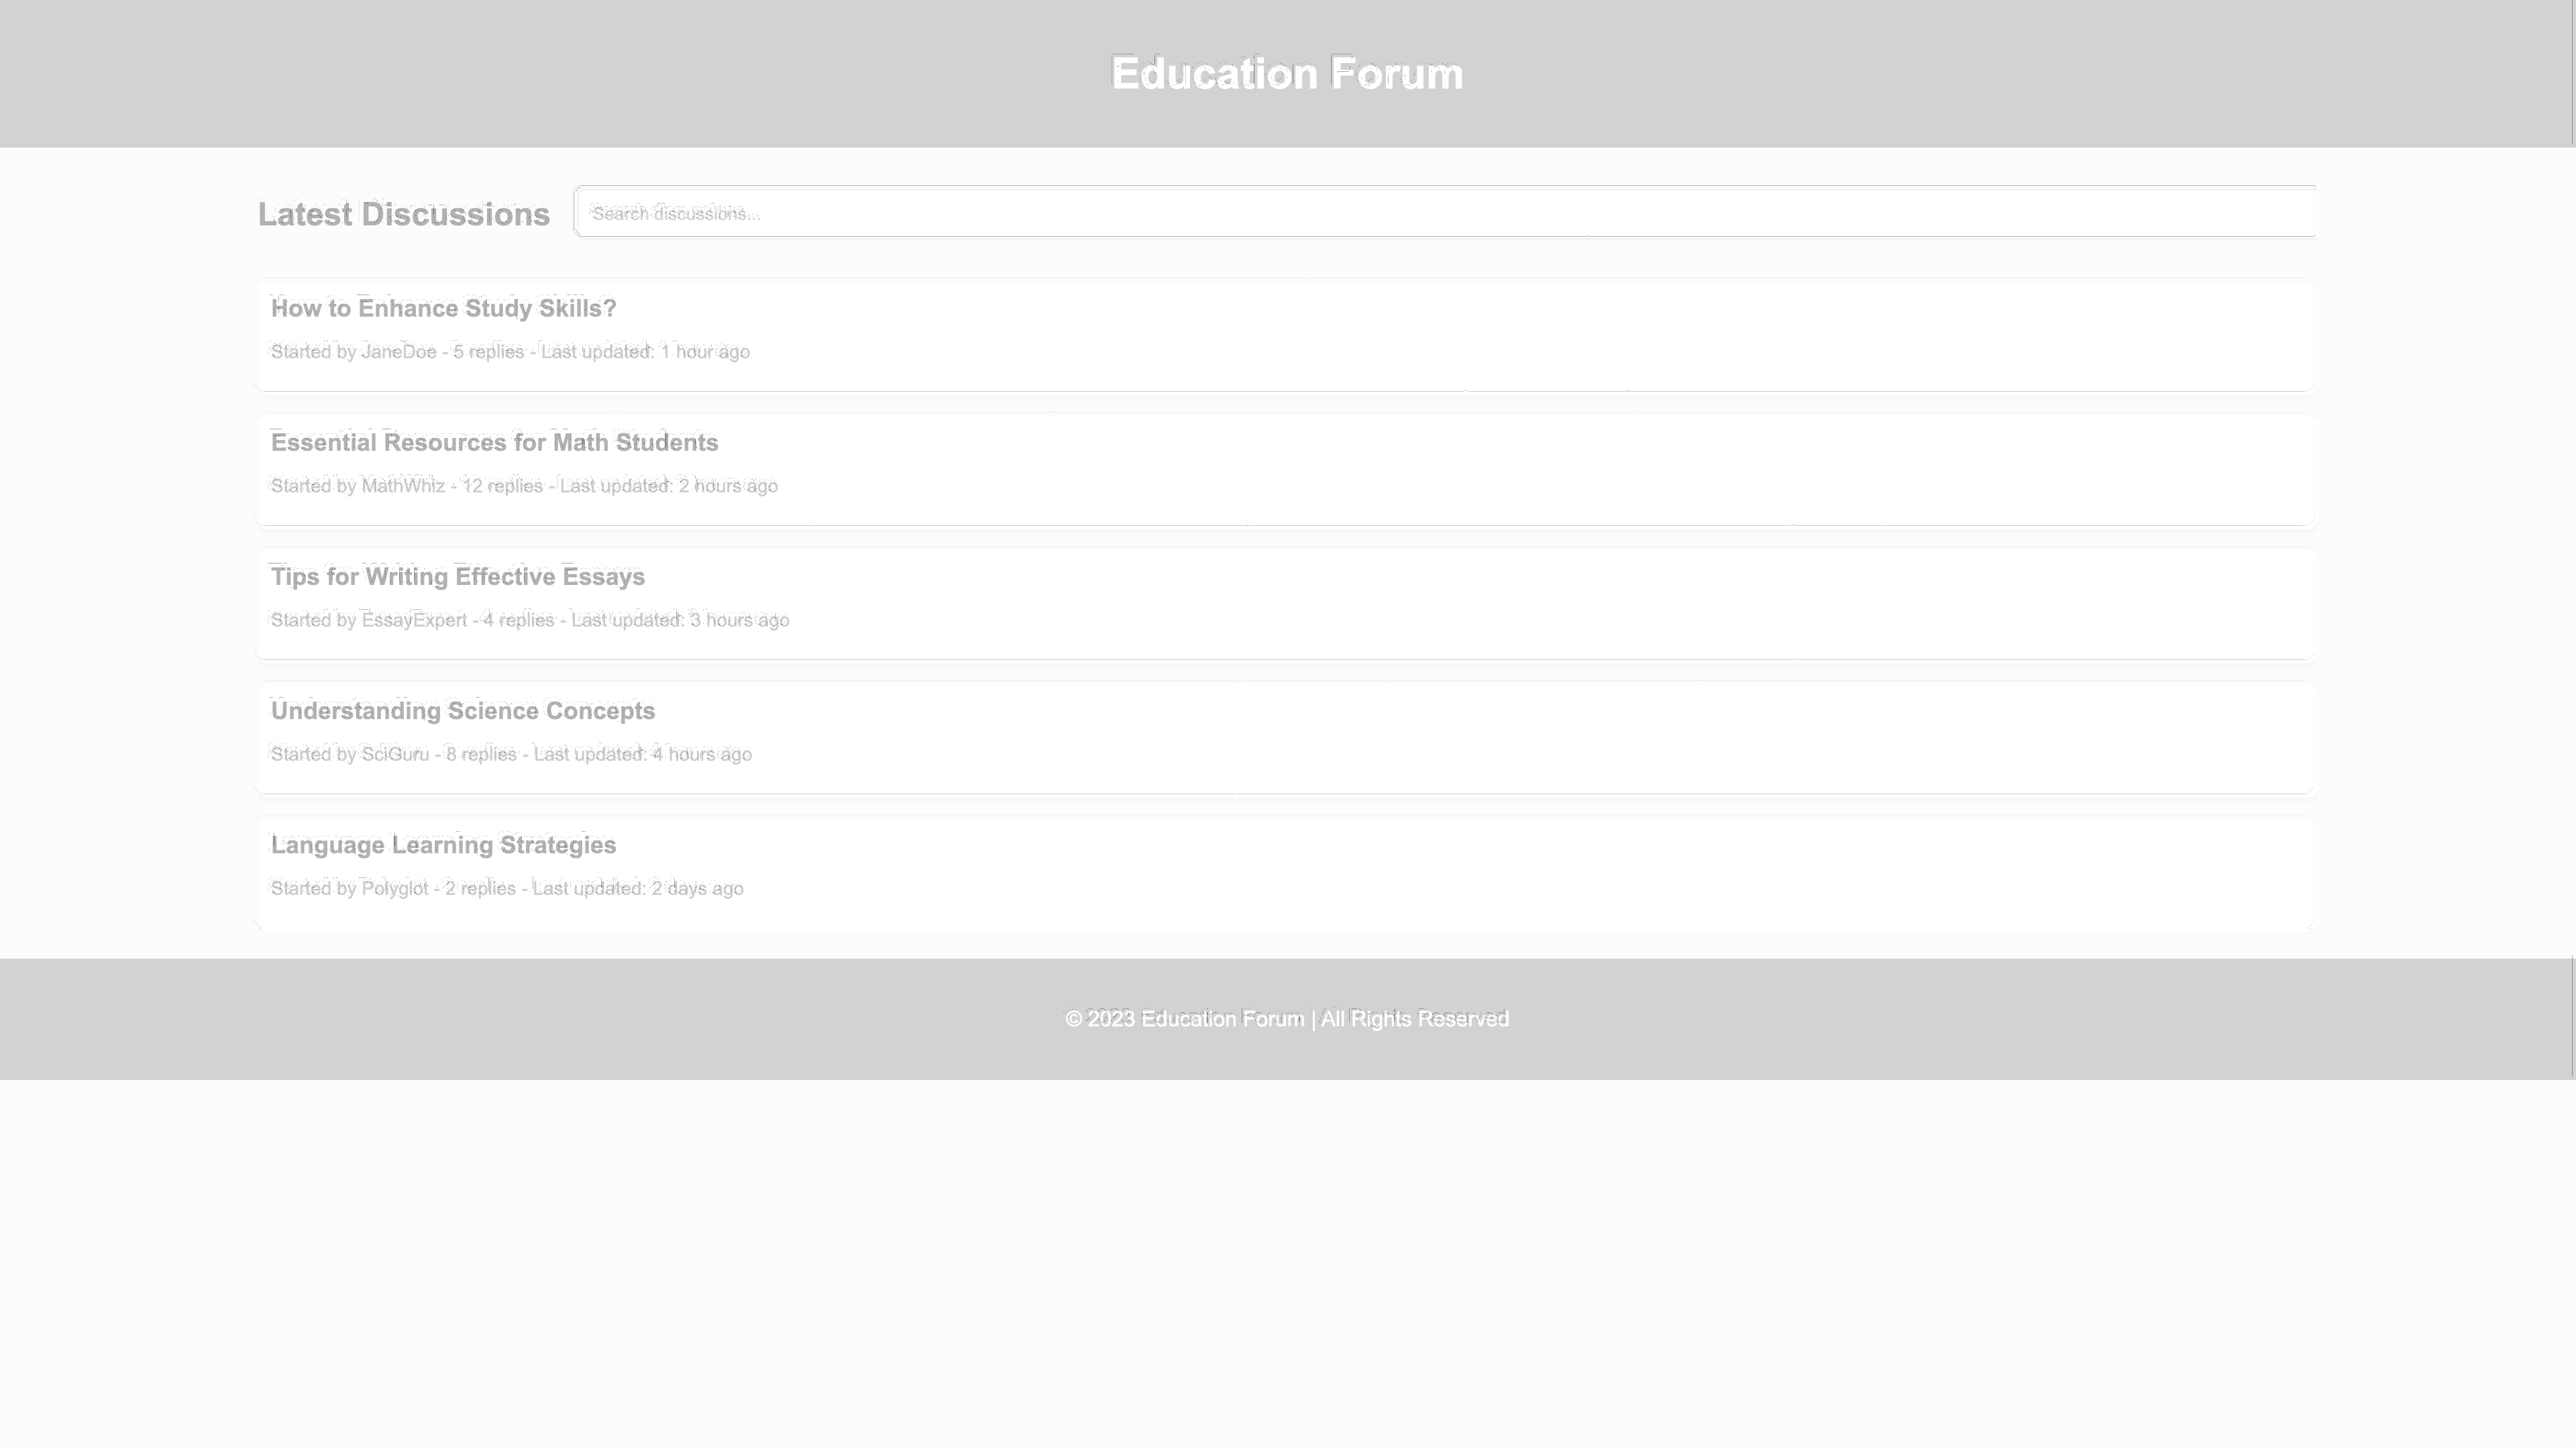 Education Forum
Latest Discussions
Search discussions...
How to Enhance Study Skills?
Started by JaneDoe - 5 replies - Last updated: 1 hour ago
Essential Resources for Math Students
Started by MathWhiz - 12 replies - Last updated: 2 hours ago
Tips for Writing Effective Essays
Started by EssayExpert - 4 replies - Last updated: 3 hours ago
Understanding Science Concepts
Started by SciGuru - 8 replies - Last updated: 4 hours ago
Language Learning Strategies
Started by Polyglot - 2 replies - Last updated: 2 days ago
© 2023 Education Forum | All Rights Reserved